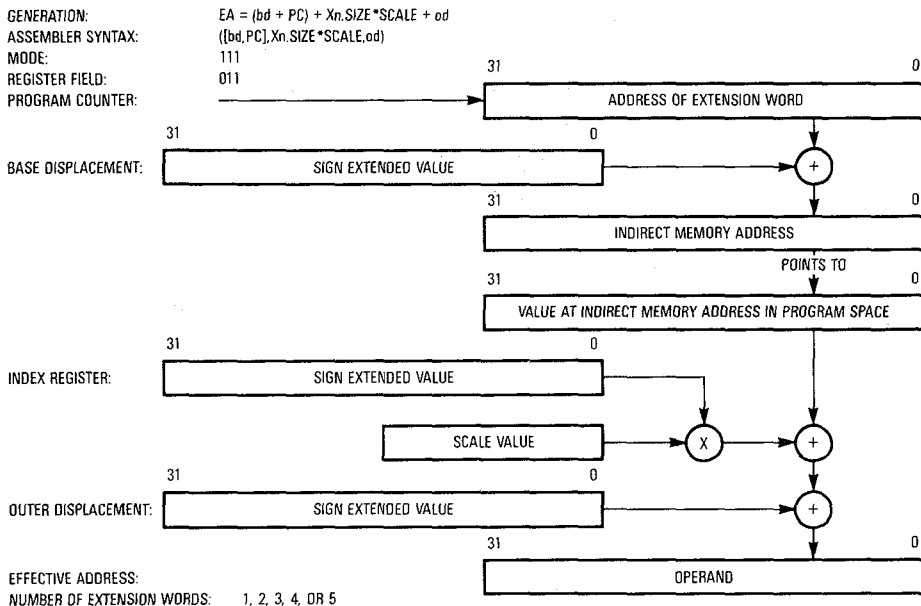 GENERATION: EA = (bd + PC) + Xn.SIZE*SCALE + od
ASSEMBLER SYNTAX: ([bd,PC],Xn.SIZE*SCALE,od)
MODE: 111
REGISTER FIELD: 011
31 0
PROGRAM COUNTER: ADDRESS OF EXTENSION WORD
31 0
BASE DISPLACEMENT: SIGN EXTENDED VALUE +
31 0
INDIRECT MEMORY ADDRESS
POINTS TO
31 0
VALUE AT INDIRECT MEMORY ADDRESS IN PROGRAM SPACE
31 0
INDEX REGISTER: SIGN EXTENDED VALUE
SCALE VALUE X +
31 0
OUTER DISPLACEMENT: SIGN EXTENDED VALUE +
31 0
EFFECTIVE ADDRESS: OPERAND
NUMBER OF EXTENSION WORDS: 1, 2, 3, 4, OR 5